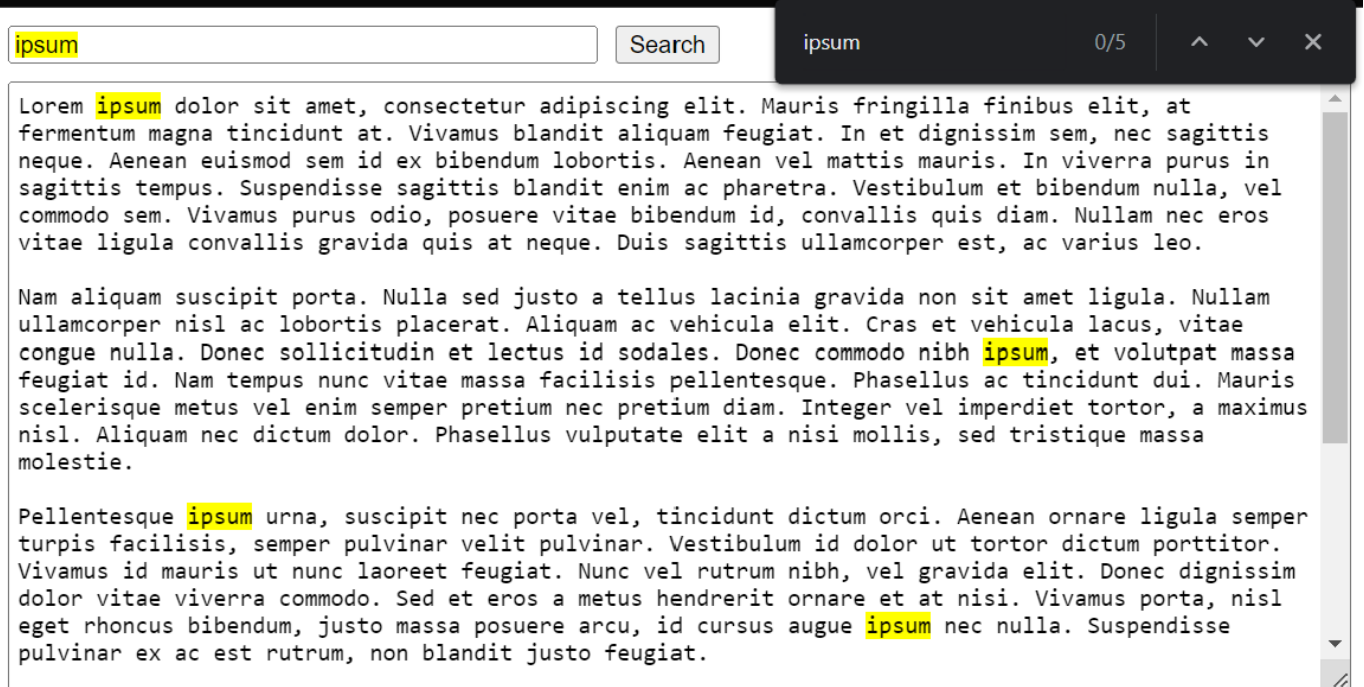 ipsum
Search
ipsum
0/5
Lorem ipsum dolor sit amet, consectetur adipiscing elit. Mauris fringilla finibus elit, at
fermentum magna tincidunt at. Vivamus blandit aliquam feugiat. In et dignissim sem, nec sagittis
neque. Aenean euismod sem id ex bibendum lobortis. Aenean vel mattis mauris. In viverra purus in
sagittis tempus. Suspendisse sagittis blandit enim ac pharetra. Vestibulum et bibendum nulla, vel
commodo sem. Vivamus purus odio, posuere vitae bibendum id, convallis quis diam. Nullam nec eros
vitae ligula convallis gravida quis at neque. Duis sagittis ullamcorper est, ac varius leo.
Nam aliquam suscipit porta. Nulla sed justo a tellus lacinia gravida non sit amet ligula. Nullam
ullamcorper nisl ac lobortis placerat. Aliquam ac vehicula elit. Cras et vehicula lacus, vitae
congue nulla. Donec sollicitudin et lectus id sodales. Donec commodo nibh ipsum, et volutpat massa
feugiat id. Nam tempus nunc vitae massa facilisis pellentesque. Phasellus ac tincidunt dui. Mauris
scelerisque metus vel enim semper pretium nec pretium diam. Integer vel imperdiet tortor, a maximus
nisl. Aliquam nec dictum dolor. Phasellus vulputate elit a nisi mollis, sed tristique massa
molestie.
Pellentesque ipsum urna, suscipit nec porta vel, tincidunt dictum orci. Aenean ornare ligula semper
turpis facilisis, semper pulvinar velit pulvinar. Vestibulum id dolor ut tortor dictum porttitor.
Vivamus id mauris ut nunc laoreet feugiat. Nunc vel rutrum nibh, vel gravida elit. Donec dignissim
dolor vitae viverra commodo. Sed et eros a metus hendrerit ornare et at nisi. Vivamus porta, nisl
eget rhoncus bibendum, justo massa posuere arcu, id cursus augue ipsum nec nulla. Suspendisse
pulvinar ex ac est rutrum, non blandit justo feugiat.